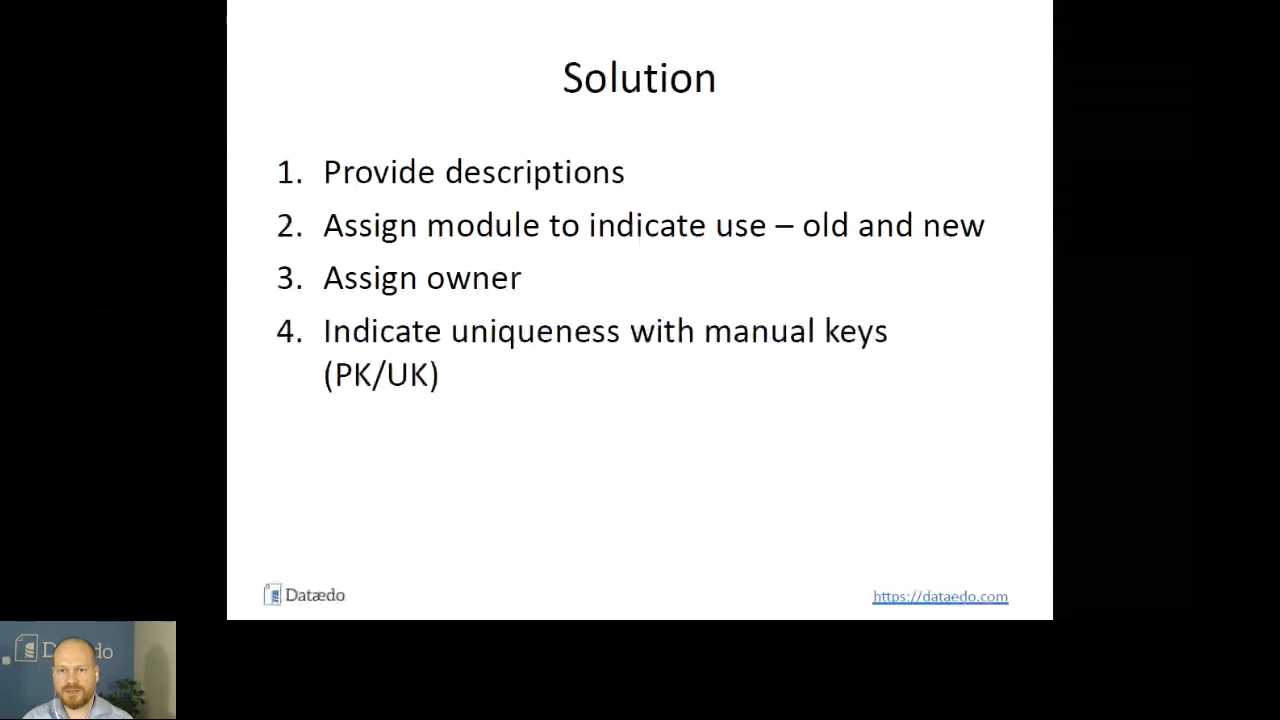 Solution
1. Provide descriptions
2. Assign module to indicate use – old and new
3. Assign owner
4. Indicate uniqueness with manual keys
(PK/UK)
Dataedo
https://dataedo.com